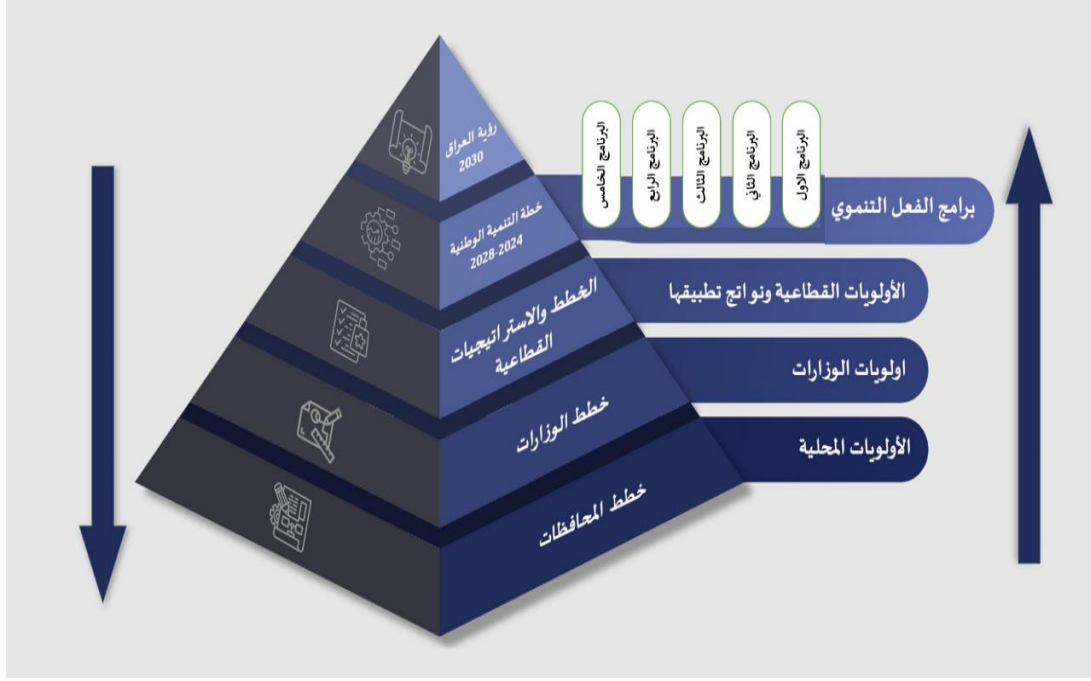 رؤية العراق
2030
خطة التنمية الوطنية
2028-2024
الخطط والاستراتيجيات
القطاعية
خطط الوزارات
خطط المحافظات
البرنامج الاول
البرنامج الثاني
البرنامج الثالث
البرنامج الرابع
البرنامج الخامس
برامج الفعل التنموي
الأولويات القطاعية ونواتج تطبيقها
اولويات الوزارات
الأولويات المحلية